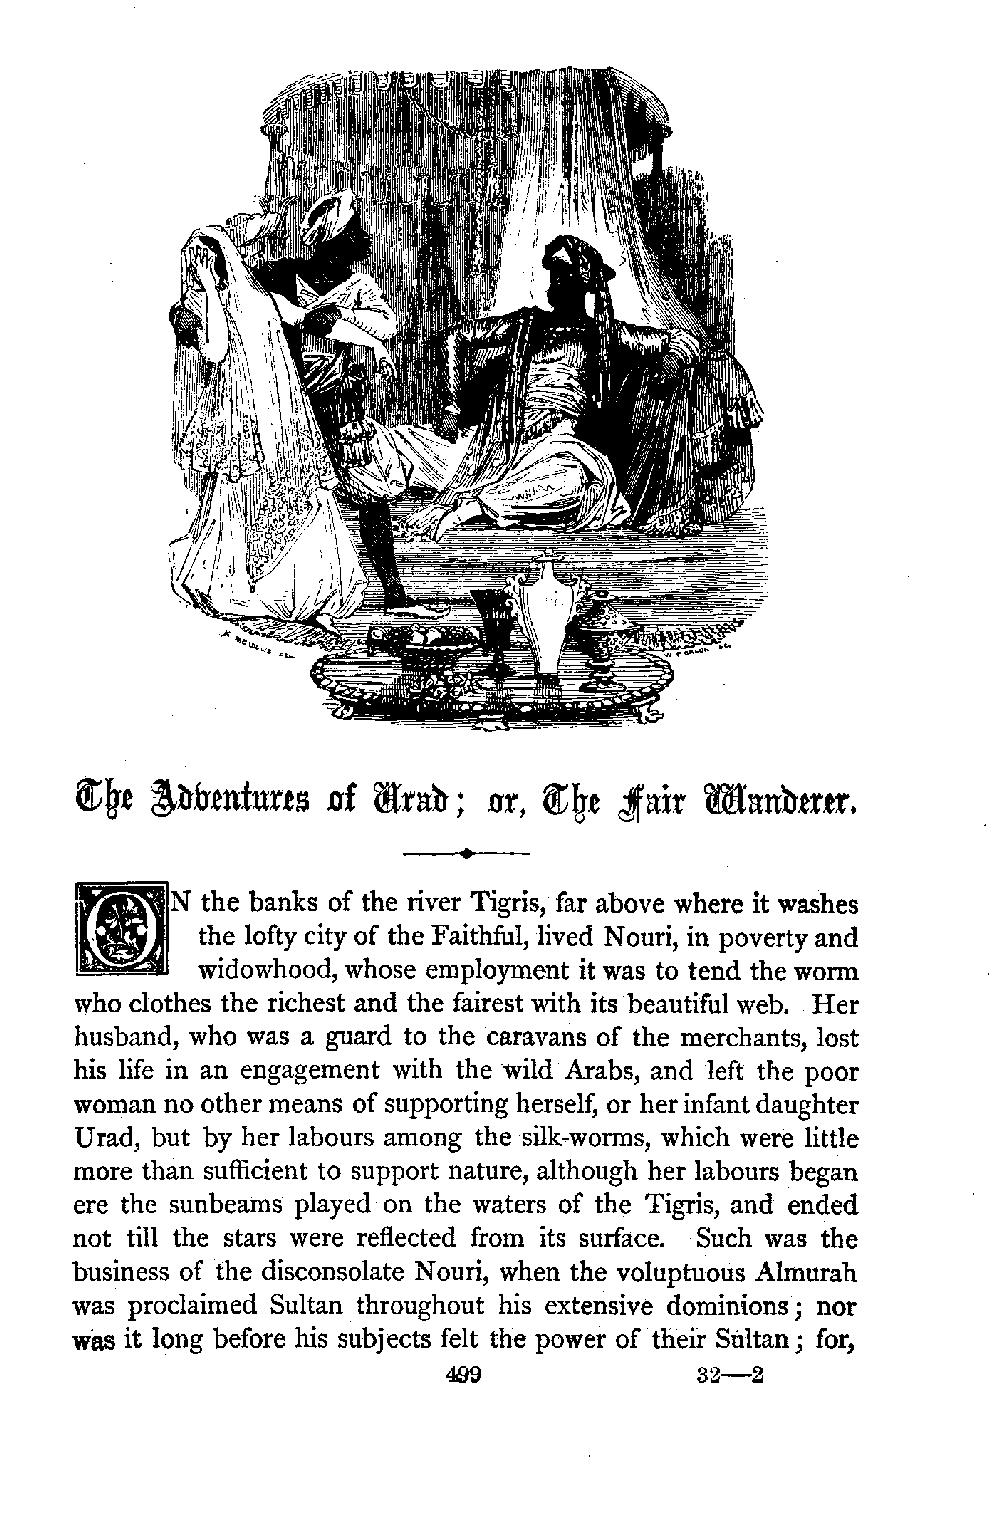 The Adventures of Urad; or, The Fair Wanderer.
ON the banks of the river Tigris, far above where it washes
the lofty city of the Faithful, lived Nouri, in poverty and
widowhood, whose employment it was to tend the worm
who clothes the richest and the fairest with its beautiful web. Her
husband, who was a guard to the caravans of the merchants, lost
his life in an engagement with the wild Arabs, and left the poor
woman no other means of supporting herself, or her infant daughter
Urad, but by her labours among the silk-worms, which were little
more than sufficient to support nature, although her labours began
ere the sunbeams played on the waters of the Tigris, and ended
not till the stars were reflected from its surface. Such was the
business of the disconsolate Nouri, when the voluptuous Almurah
was proclaimed Sultan throughout his extensive dominions; nor
was it long before his subjects felt the power of their Sultan; for,
499 32—2